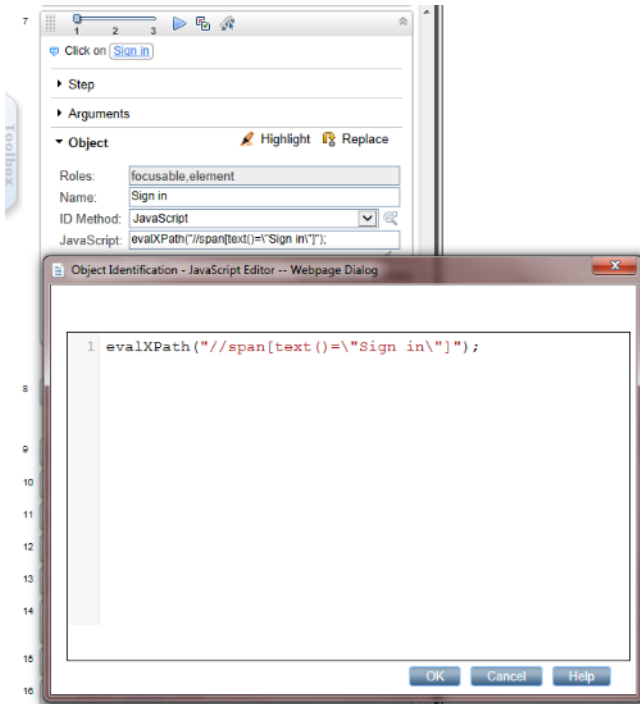 7
1 2 3
Click on Sign in
Step
Arguments
Toolbox
Object Highlight Replace
Roles: focusable,element
Name: Sign in
ID Method: JavaScript
JavaScript: evalXPath("//span[text()=\"Sign in\"]");
Object Identification - JavaScript Editor -- Webpage Dialog
x
1 evalXPath("//span[text()=\"Sign in\"]");
8
9
10
11
12
13
14
15
16
OK Cancel Help